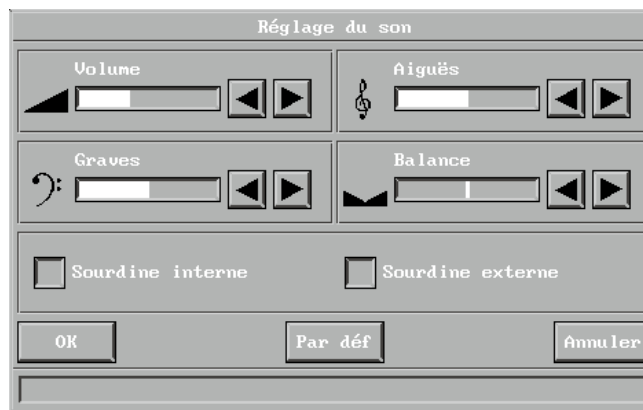 Réglage du son
Volume
Aiguës
Graves
Balance
Sourdine interne
Sourdine externe
OK
Par déf
Annuler